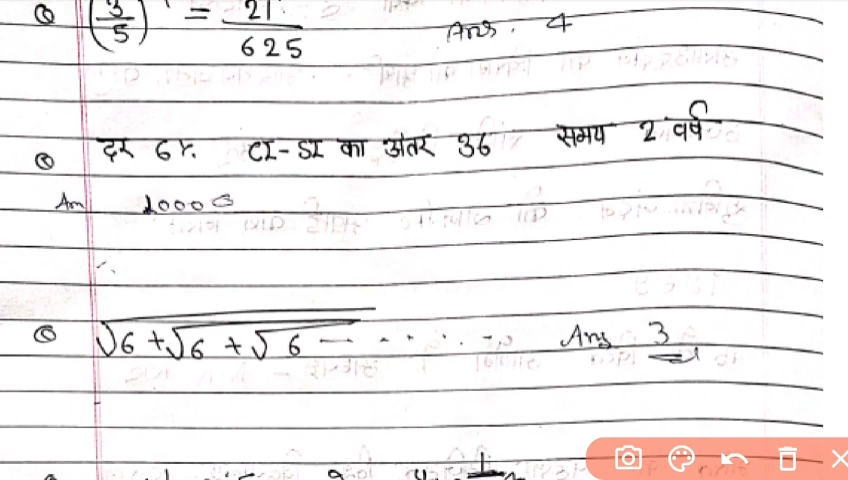 Q (3/5) = 21/625 Ans. 4
Q दर 6%. CI-SI का अंतर 36 समय 2 वर्ष
Ans 10000
Q √6+√6+√6 - - - - - - Ans 3